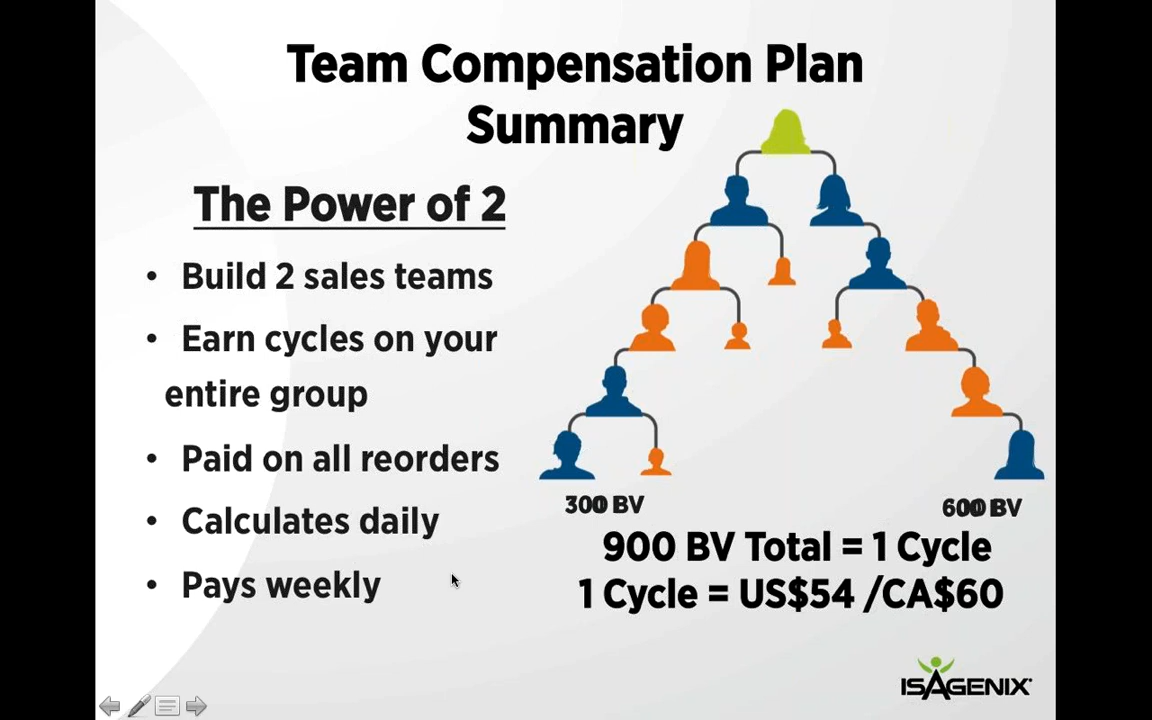 Team Compensation Plan
Summary
The Power of 2
• Build 2 sales teams
• Earn cycles on your
entire group
• Paid on all reorders
• Calculates daily
• Pays weekly
300 BV
600 BV
900 BV Total = 1 Cycle
1 Cycle = US$54 /CA$60
ISAGENIX